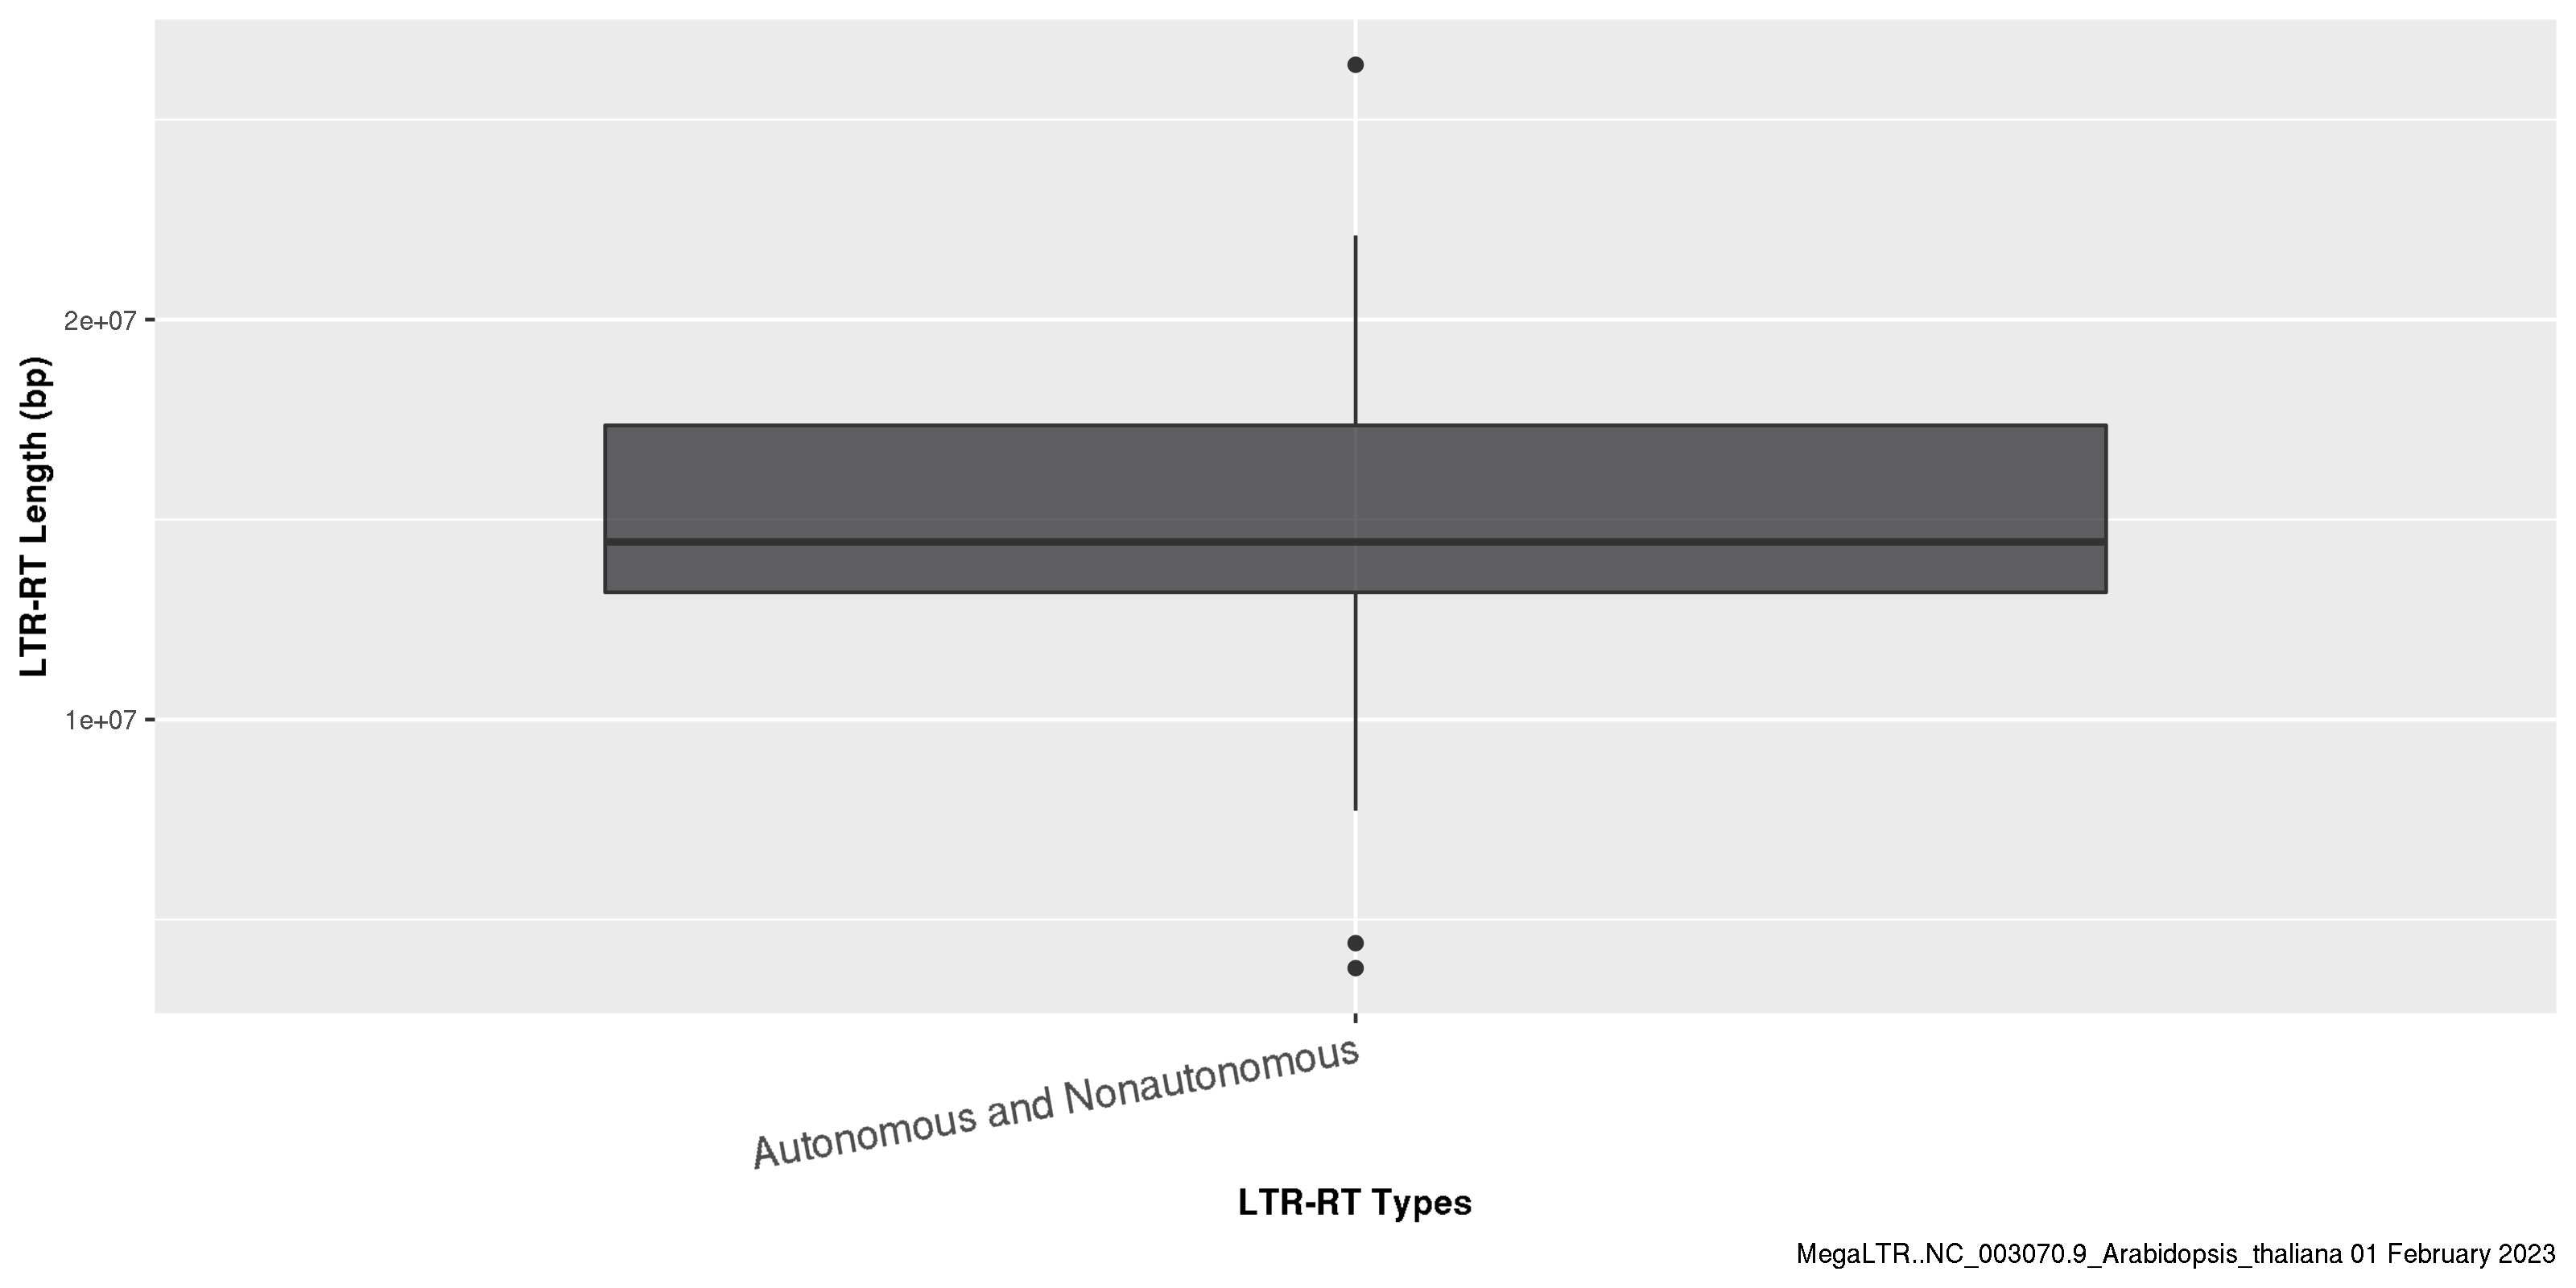 LTR-RT Length (bp)
2e+07
1e+07
Autonomous and Nonautonomous
LTR-RT Types
MegaLTR..NC_003070.9_Arabidopsis_thaliana 01 February 2023